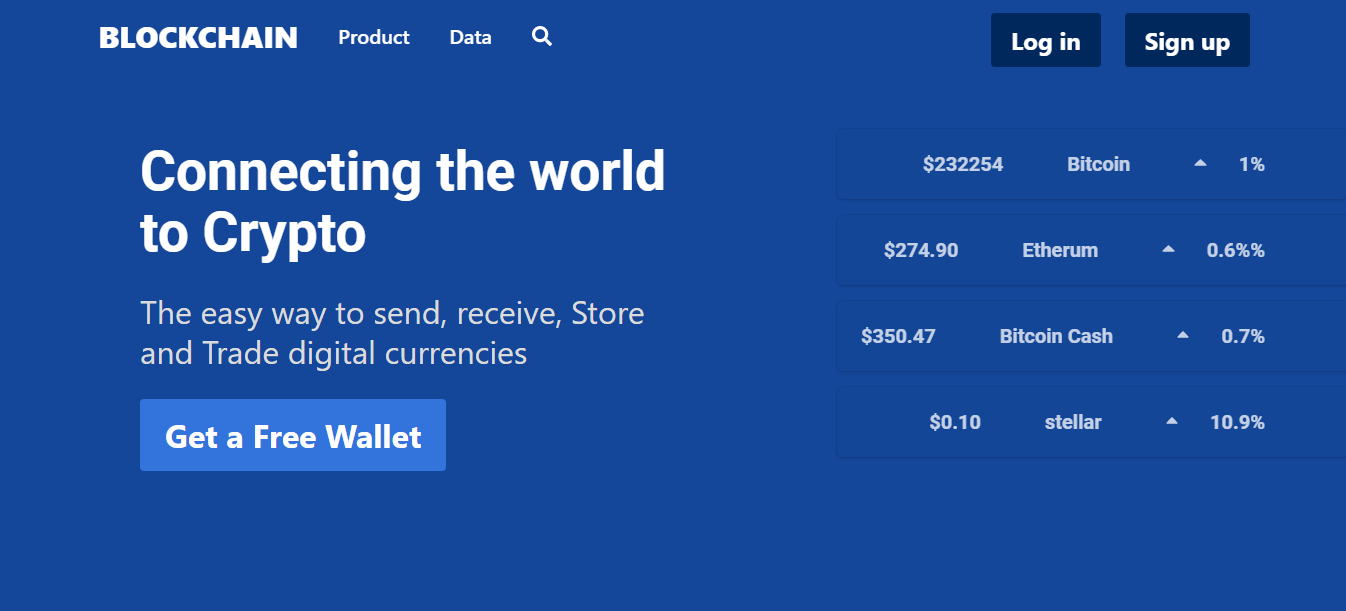 BLOCKCHAIN Product Data Log in Sign up
Connecting the world
to Crypto
The easy way to send, receive, Store
and Trade digital currencies
Get a Free Wallet
$232254 Bitcoin 1%
$274.90 Etherum 0.6%%
$350.47 Bitcoin Cash 0.7%
$0.10 stellar 10.9%